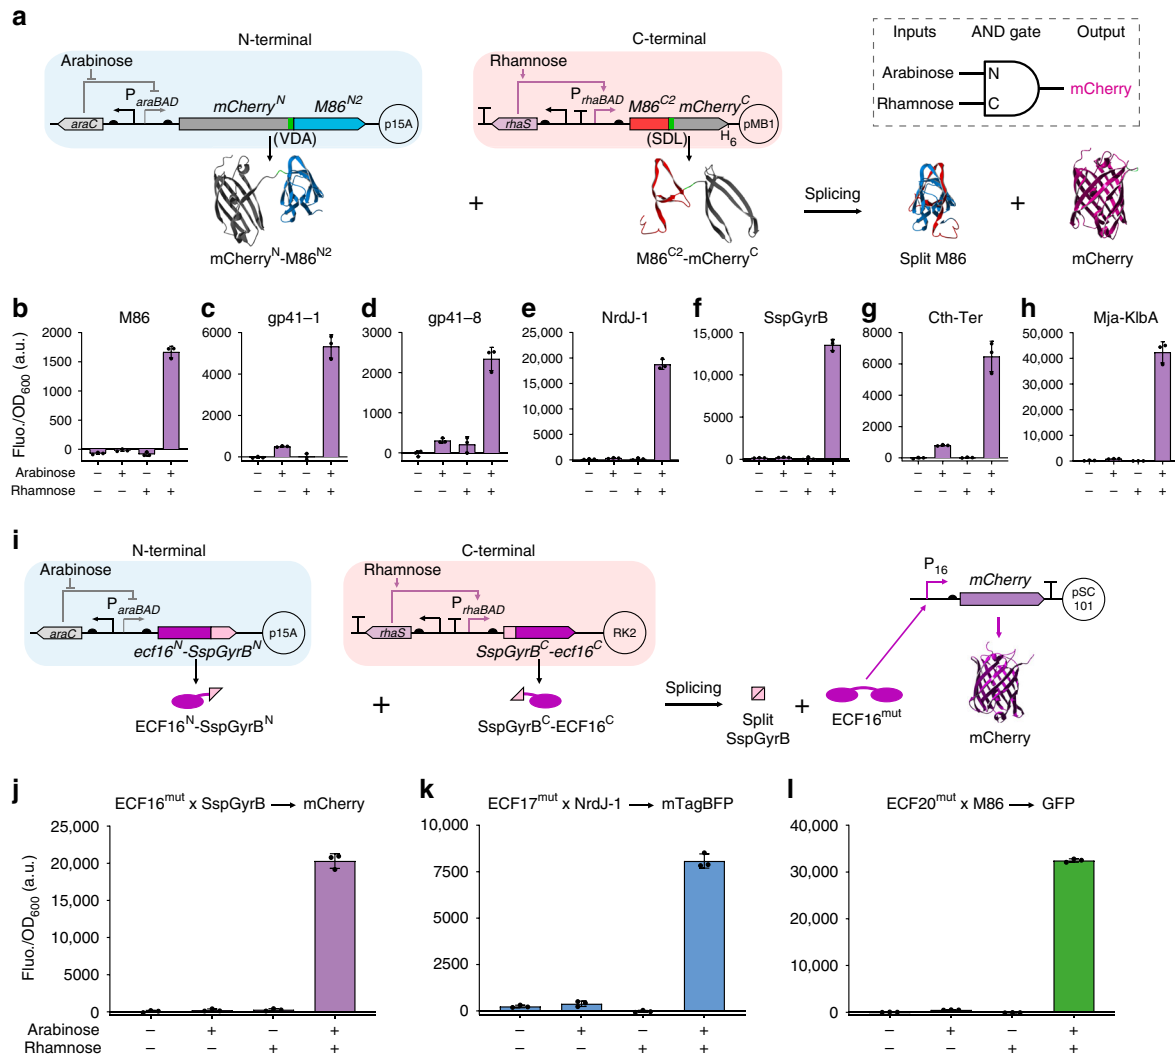 a
N-terminal
Arabinose
P araBAD
mCherry^N
M86^N2
araC
(VDA)
p15A
mCherry^N-M86^N2
+
C-terminal
Rhamnose
P rhaBAD
M86^C2 mCherry^C
rhaS
(SDL)
H6
pMB1
M86^C2-mCherry^C
Splicing
Split M86
+
mCherry
Inputs AND gate Output
Arabinose N
Rhamnose C
mCherry
b M86
Fluo./OD600 (a.u.)
2000
1500
1000
500
0
c gp41–1
6000
4000
2000
0
d gp41–8
3000
2000
1000
0
e NrdJ-1
25,000
20,000
15,000
10,000
5000
0
f SspGyrB
15,000
10,000
5000
0
g Cth-Ter
8000
6000
4000
2000
0
h Mja-KlbA
50,000
40,000
30,000
20,000
10,000
0
Arabinose – + – + – + – + – + – + – + – + – + – + – + – + – + – +
Rhamnose – – + + – – + + – – + + – – + + – – + + – – + + – – + +
i
N-terminal
Arabinose
P araBAD
araC
ecf16^N-SspGyrB^N
p15A
ECF16^N-SspGyrB^N
+
C-terminal
Rhamnose
P rhaBAD
rhaS
SspGyrB^C-ecf16^C
RK2
SspGyrB^C-ECF16^C
Splicing
Split
SspGyrB
+
ECF16^mut
P16
mCherry
pSC
101
mCherry
j
ECF16^mut x SspGyrB → mCherry
Fluo./OD600 (a.u.)
25,000
20,000
15,000
10,000
5000
0
Arabinose – + – +
Rhamnose – – + +
k
ECF17^mut x NrdJ-1 → mTagBFP
10,000
7500
5000
2500
0
– + – +
– – + +
l
ECF20^mut x M86 → GFP
40,000
30,000
20,000
10,000
0
– + – +
– – + +